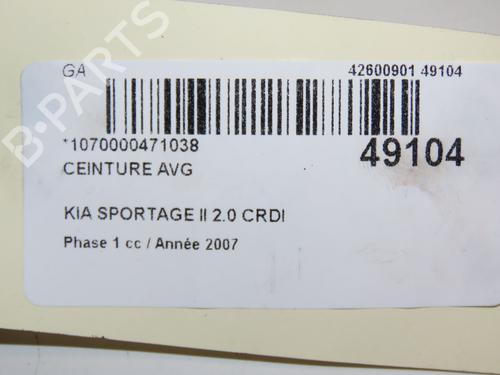 GA 42600901 49104
*1070000471038 49104
CEINTURE AVG
KIA SPORTAGE II 2.0 CRDI
Phase 1 cc / Année 2007
B-PARTS